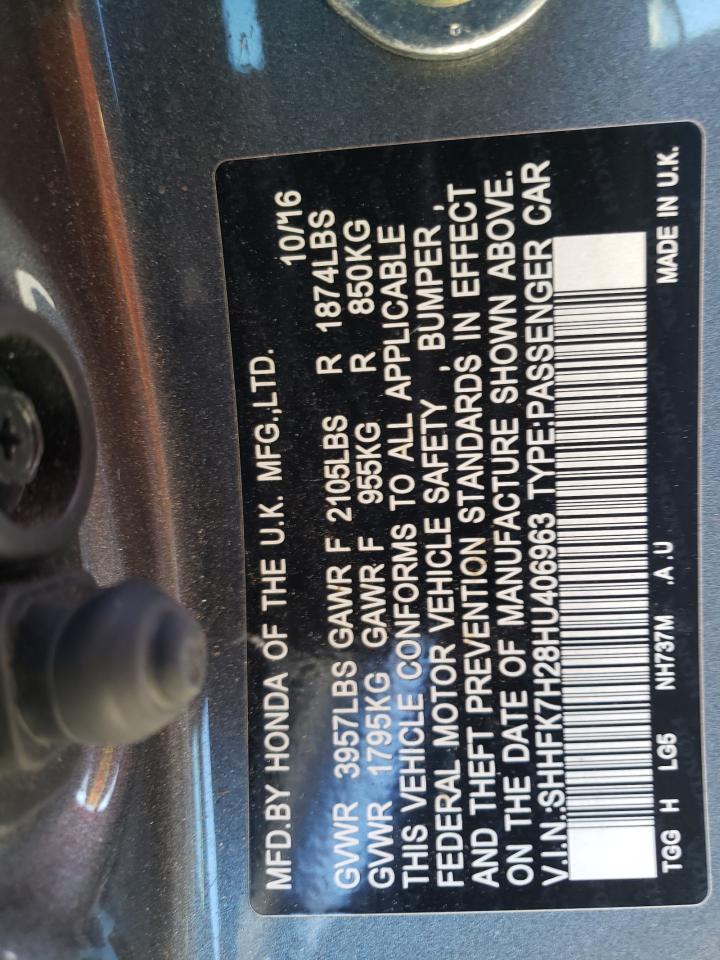 MFD.BY HONDA OF THE U.K. MFG.,LTD. 10/16
GVWR 3957LBS GAWR F 2105LBS R 1874LBS
GVWR 1795KG GAWR F 955KG R 850KG
THIS VEHICLE CONFORMS TO ALL APPLICABLE
FEDERAL MOTOR VEHICLE SAFETY , BUMPER ,
AND THEFT PREVENTION STANDARDS IN EFFECT
ON THE DATE OF MANUFACTURE SHOWN ABOVE.
V.I.N.:SHHFK7H28HU406963 TYPE:PASSENGER CAR
TGG H LG5 NH737M .A.U MADE IN U.K.